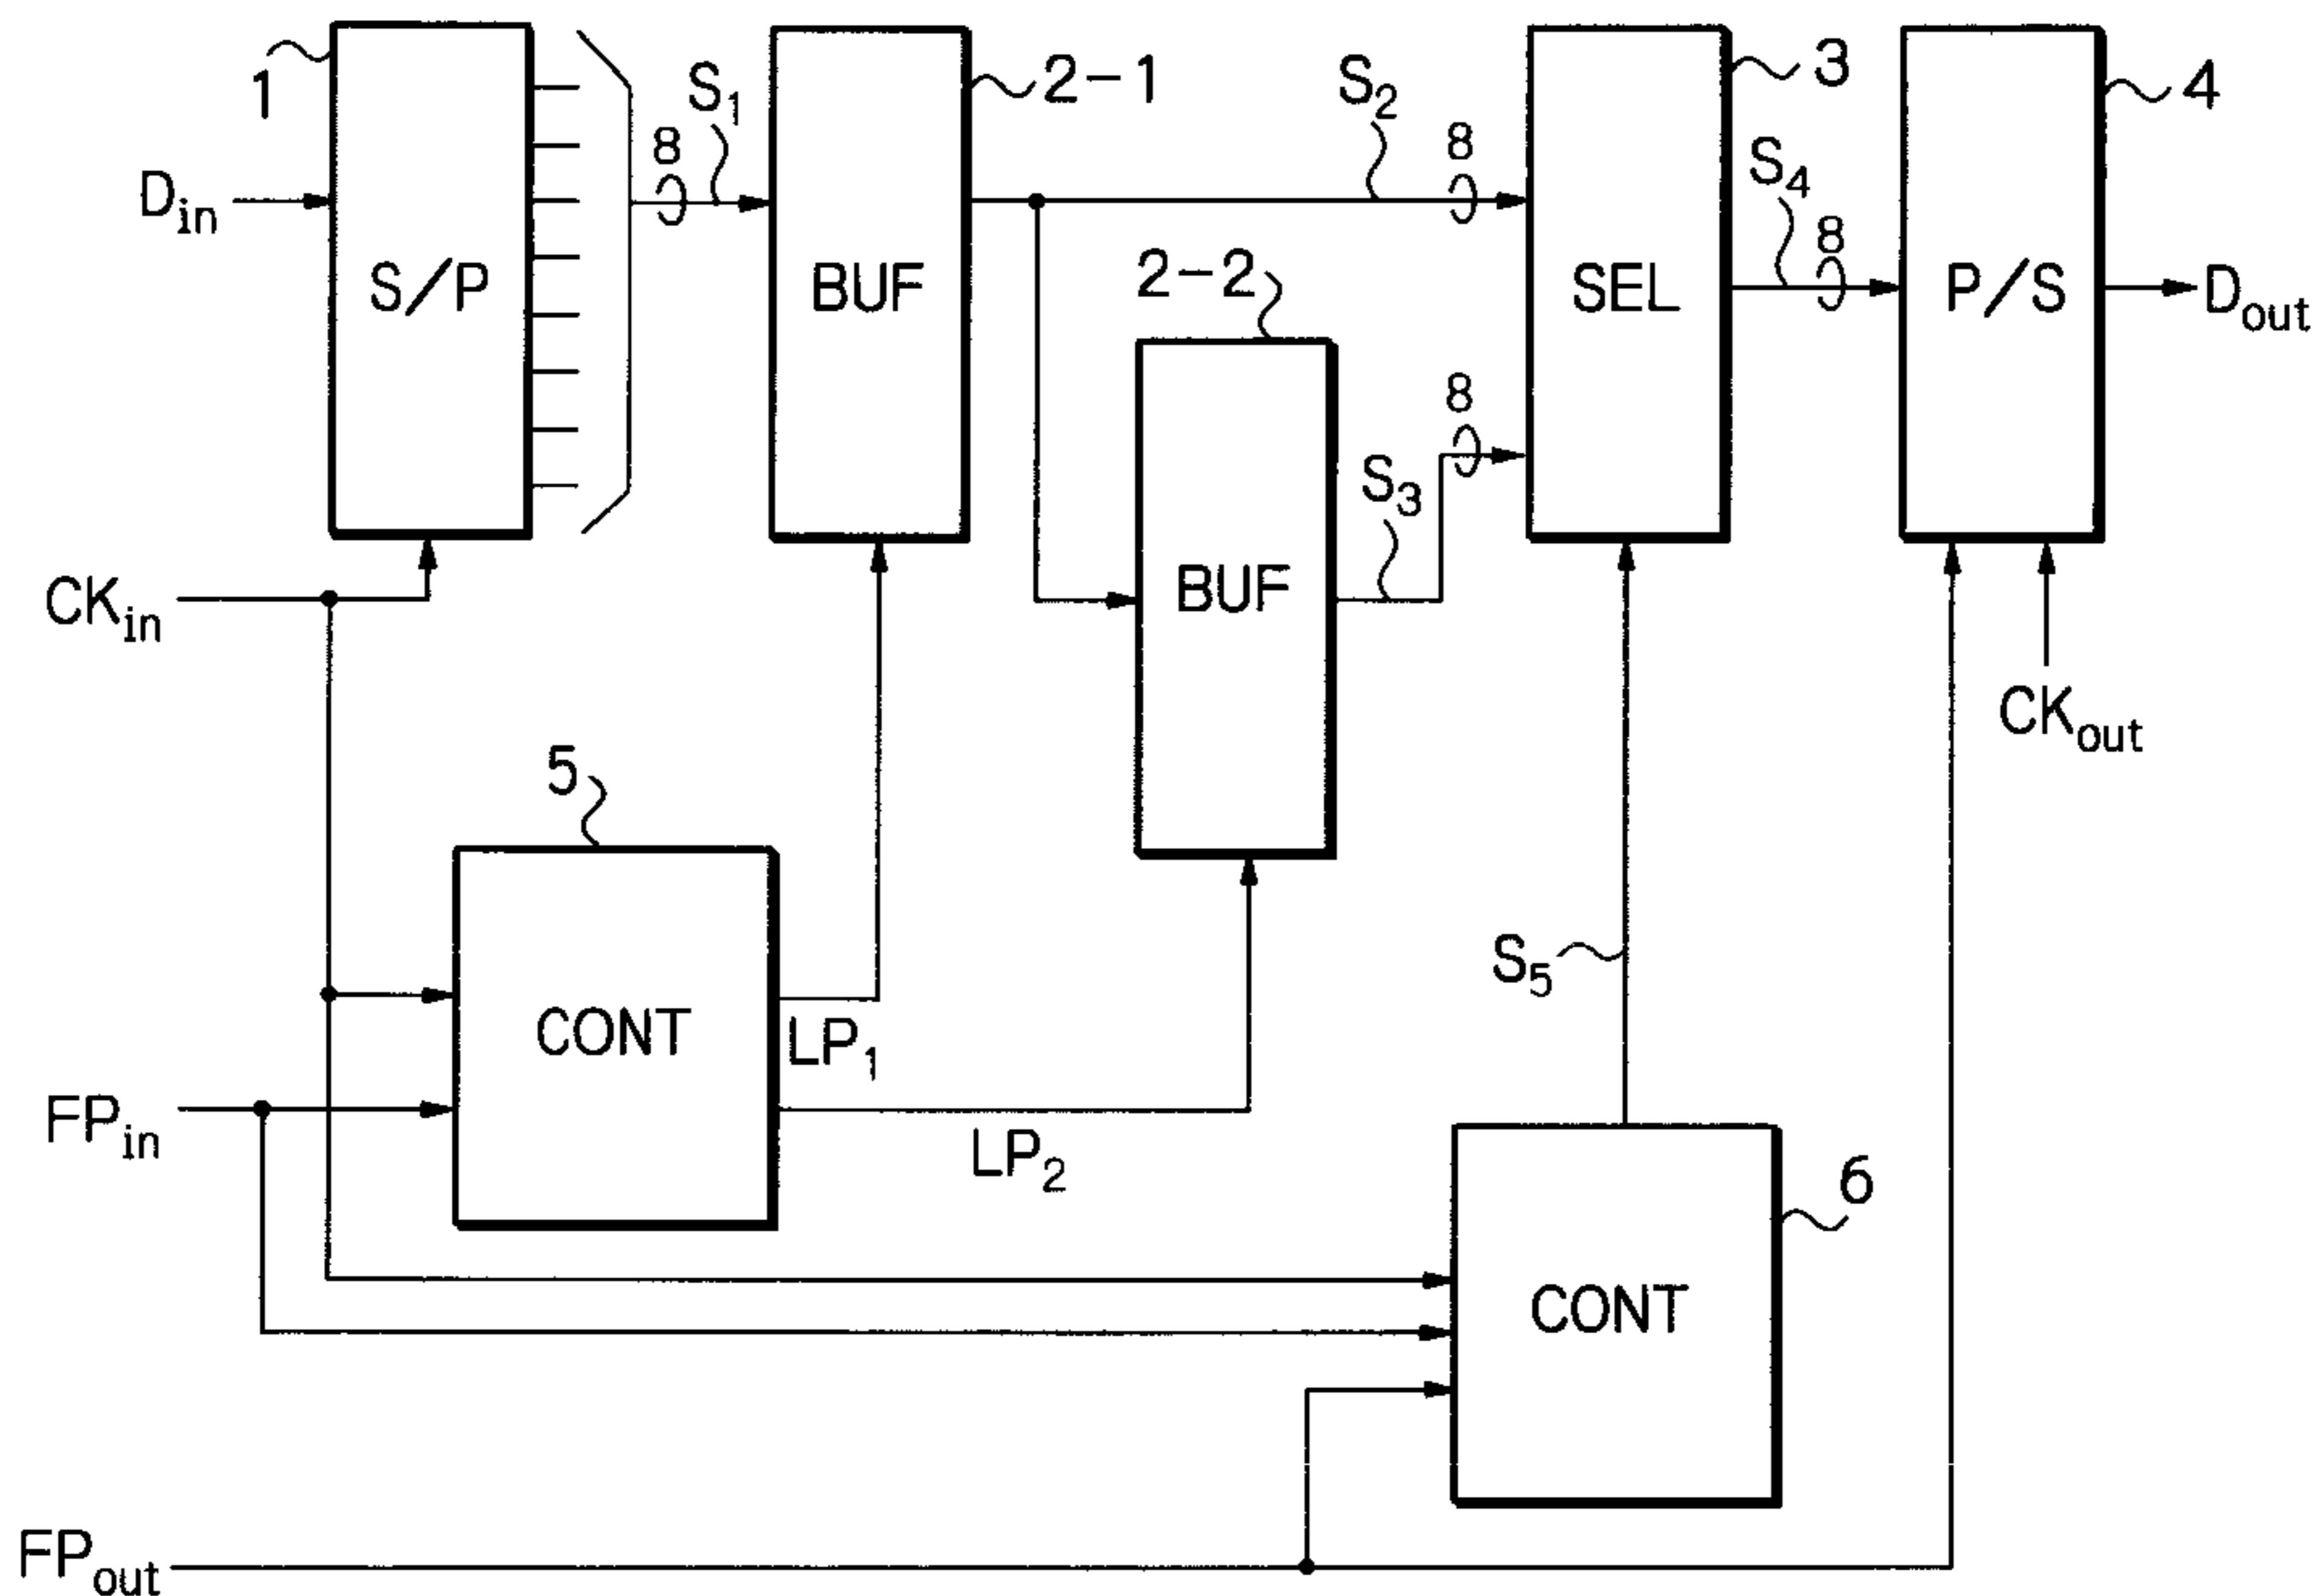 1
S/P
D_in
8
S_1
BUF
2-1
S_2
8
2-2
BUF
8
S_3
SEL
3
S_4
8
P/S
4
D_out
CK_in
CK_out
5
CONT
LP_1
LP_2
S_5
FP_in
CONT
6
FP_out